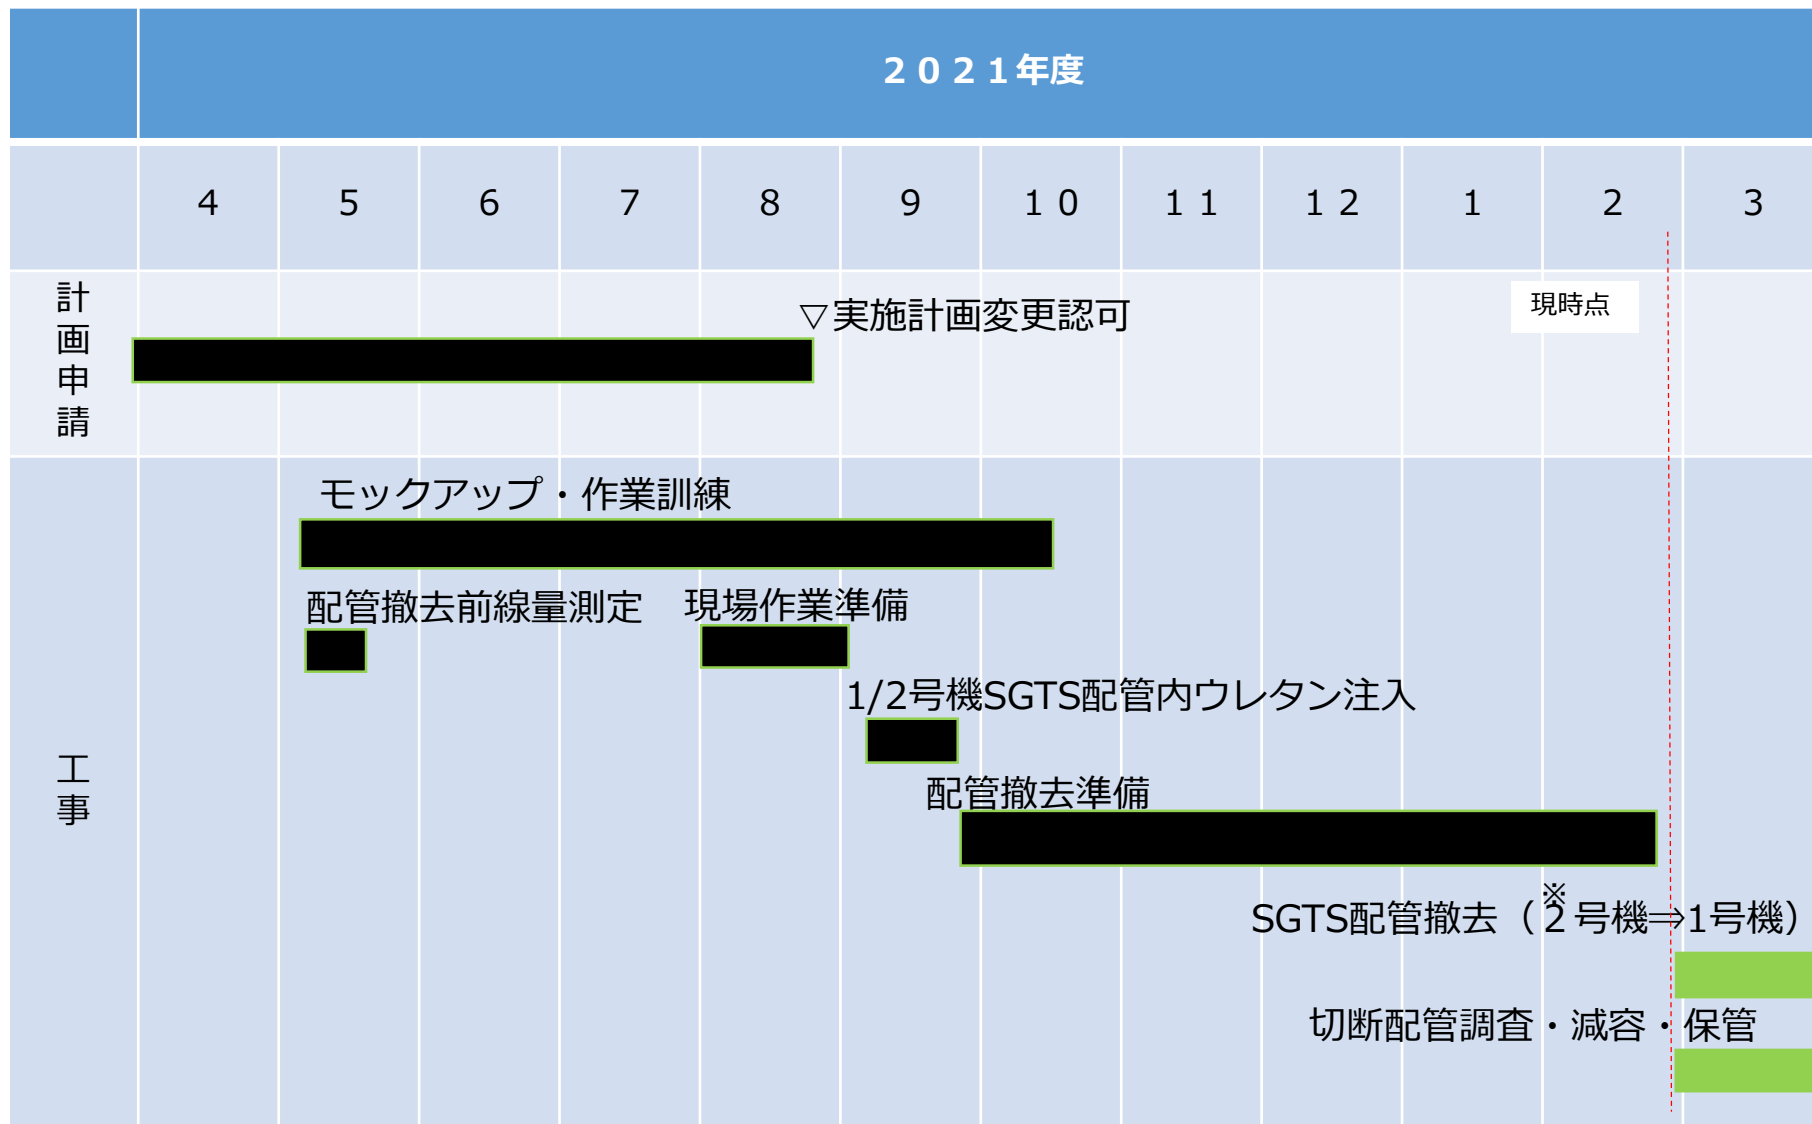 ２０２１年度
４ ５ ６ ７ ８ ９ １０ １１ １２ １ ２ ３
計画申請
▽実施計画変更認可
現時点
工事
モックアップ・作業訓練
配管撤去前線量測定
現場作業準備
1/2号機SGTS配管内ウレタン注入
配管撤去準備
※
SGTS配管撤去（２号機⇒1号機）
切断配管調査・減容・保管